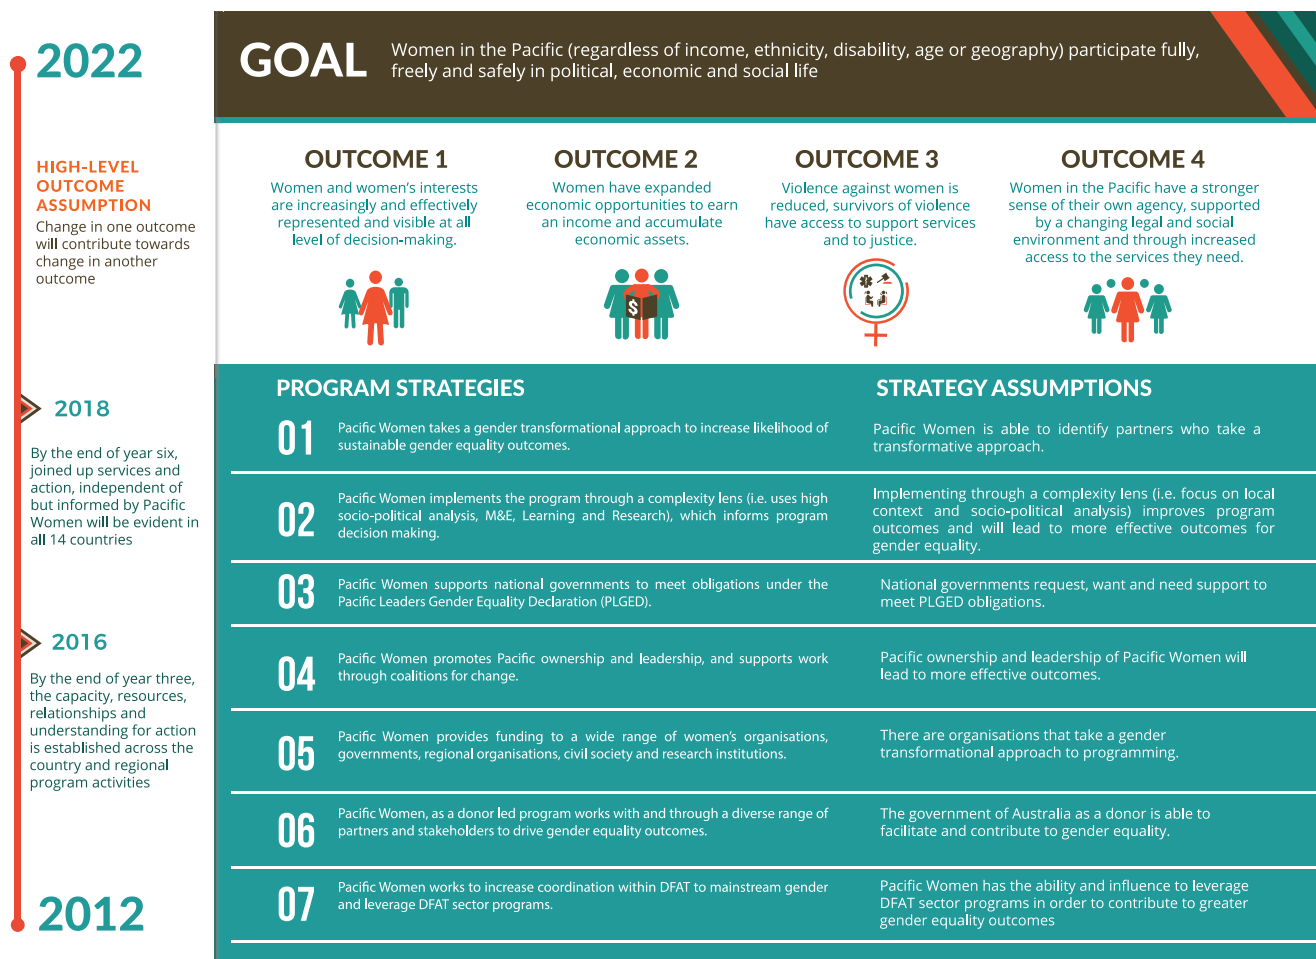 2022
HIGH-LEVEL
OUTCOME
ASSUMPTION
Change in one outcome
will contribute towards
change in another
outcome
2018
By the end of year six,
joined up services and
action, independent of
but informed by Pacific
Women will be evident in
all 14 countries
2016
By the end of year three,
the capacity, resources,
relationships and
understanding for action
is established across the
country and regional
program activities
2012
GOAL
Women in the Pacific (regardless of income, ethnicity, disability, age or geography) participate fully,
freely and safely in political, economic and social life
OUTCOME 1
Women and women's interests
are increasingly and effectively
represented and visible at all
level of decision-making.
OUTCOME 2
Women have expanded
economic opportunities to earn
an income and accumulate
economic assets.
$
OUTCOME 3
Violence against women is
reduced, survivors of violence
have access to support services
and to justice.
OUTCOME 4
Women in the Pacific have a stronger
sense of their own agency, supported
by a changing legal and social
environment and through increased
access to the services they need.
PROGRAM STRATEGIES
STRATEGY ASSUMPTIONS
01
Pacific Women takes a gender transformational approach to increase likelihood of
sustainable gender equality outcomes.
Pacific Women is able to identify partners who take a
transformative approach.
02
Pacific Women implements the program through a complexity lens (i.e. uses high
socio-political analysis, M&E, Learning and Research), which informs program
decision making.
Implementing through a complexity lens (i.e. focus on local
context and socio-political analysis) improves program
outcomes and will lead to more effective outcomes for
gender equality.
03
Pacific Women supports national governments to meet obligations under the
Pacific Leaders Gender Equality Declaration (PLGED).
National governments request, want and need support to
meet PLGED obligations.
04
Pacific Women promotes Pacific ownership and leadership, and supports work
through coalitions for change.
Pacific ownership and leadership of Pacific Women will
lead to more effective outcomes.
05
Pacific Women provides funding to a wide range of women's organisations,
governments, regional organisations, civil society and research institutions.
There are organisations that take a gender
transformational approach to programming.
06
Pacific Women, as a donor led program works with and through a diverse range of
partners and stakeholders to drive gender equality outcomes.
The government of Australia as a donor is able to
facilitate and contribute to gender equality.
07
Pacific Women works to increase coordination within DFAT to mainstream gender
and leverage DFAT sector programs.
Pacific Women has the ability and influence to leverage
DFAT sector programs in order to contribute to greater
gender equality outcomes